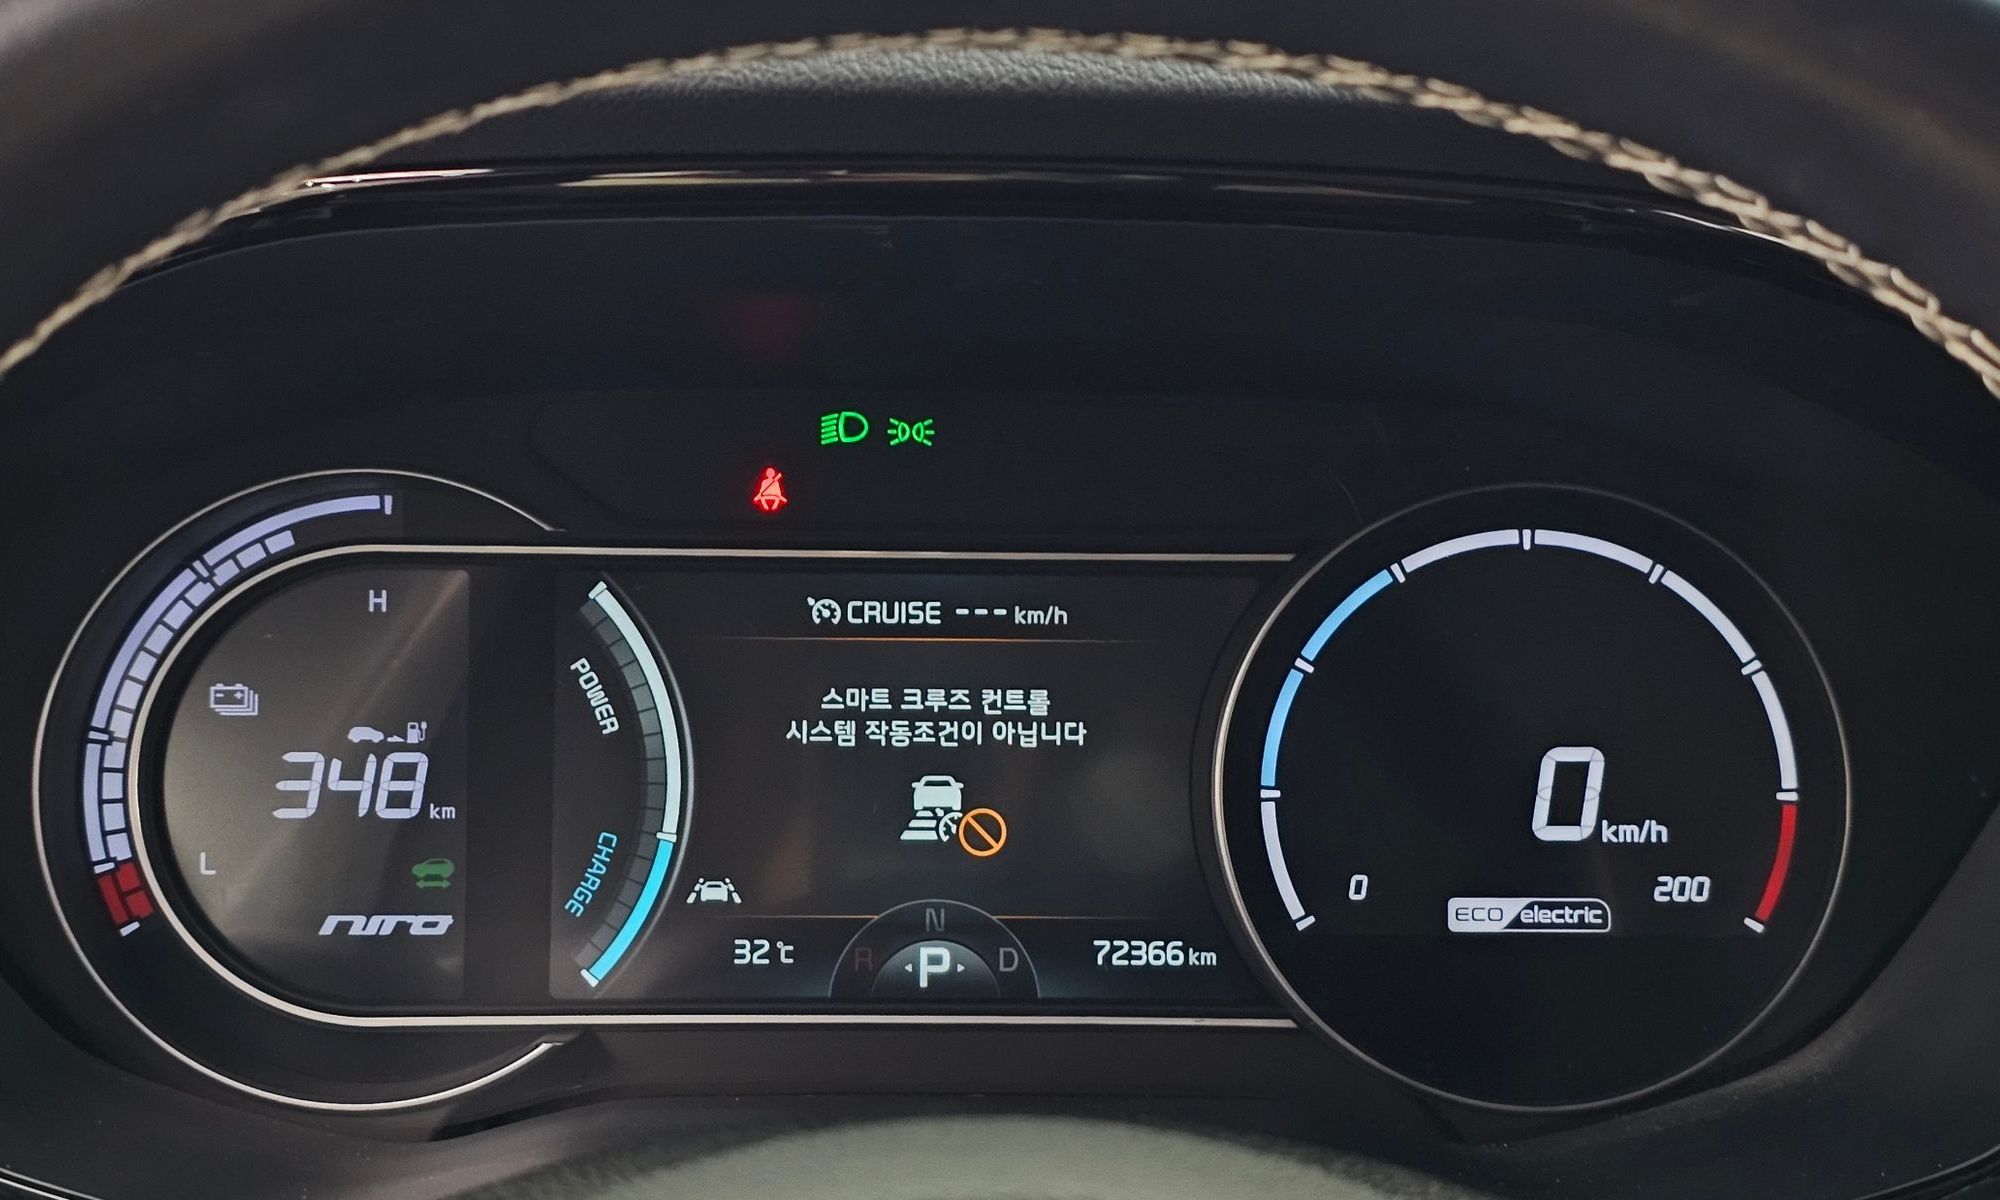 H
348 km
L
niro
POWER
CHARGE
CRUISE --- km/h
스마트 크루즈 컨트롤
시스템 작동조건이 아닙니다
32℃
N
R P D
72366 km
0 km/h
0 200
ECO electric